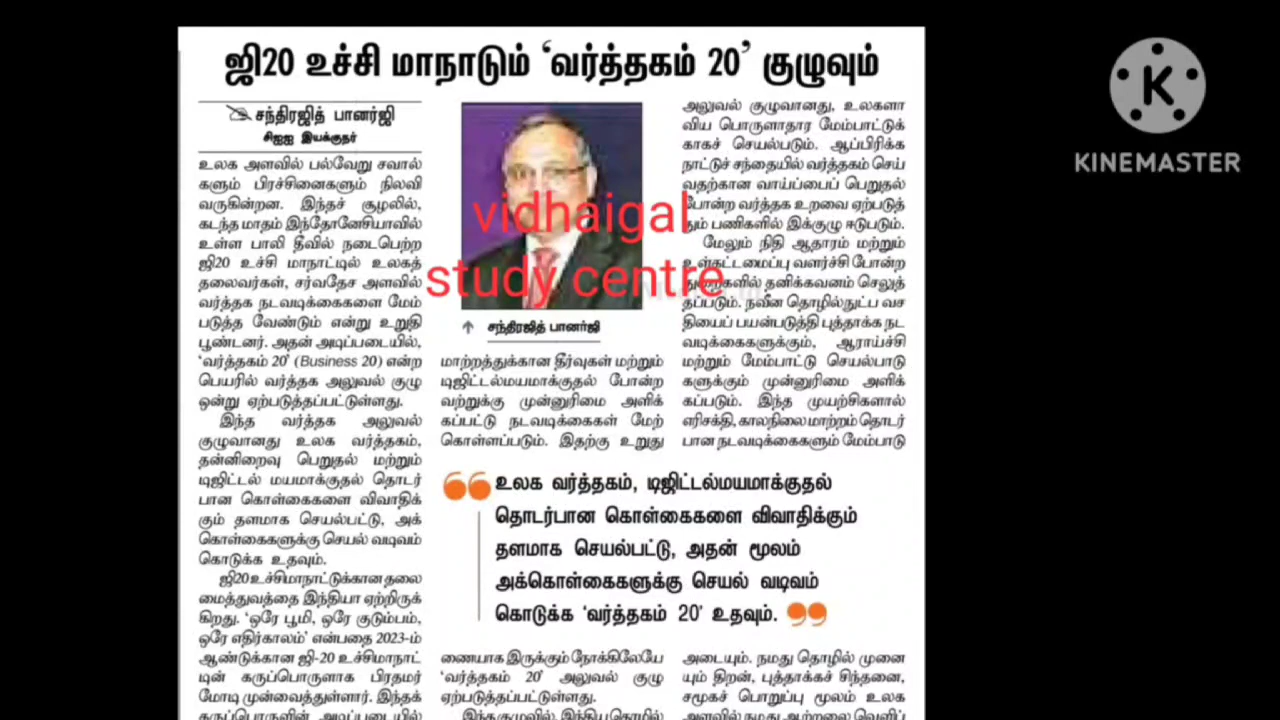 ஜி20 உச்சி மாநாடும் ‘வர்த்தகம் 20’ குழுவும்
சந்திரஜித் பானர்ஜி
சிஐஐ இயக்குநர்
உலக அளவில் பல்வேறு சவால்
களும் பிரச்சினைகளும் நிலவி
வருகின்றன. இந்தச் சூழலில்,
கடந்த மாதம் இந்தோனேசியாவில்
உள்ள பாலி தீவில் நடைபெற்ற
ஜி20 உச்சி மாநாட்டில் உலகத்
தலைவர்கள், சர்வதேச அளவில்
வர்த்தக நடவடிக்கைகளை மேம்
படுத்த வேண்டும் என்று உறுதி
பூண்டனர். அதன் அடிப்படையில்,
‘வர்த்தகம் 20’ (Business 20) என்ற
பெயரில் வர்த்தக அலுவல் குழு
ஒன்று ஏற்படுத்தப்பட்டுள்ளது.
இந்த வர்த்தக அலுவல்
குழுவானது உலக வர்த்தகம்,
தன்னிறைவு பெறுதல் மற்றும்
டிஜிட்டல் மயமாக்குதல் தொடர்
பான கொள்கைகளை விவாதிக்
கும் தளமாக செயல்பட்டு, அக்
கொள்கைகளுக்கு செயல் வடிவம்
கொடுக்க உதவும்.
ஜி20 உச்சிமாநாட்டுக்கான தலை
மைத்துவத்தை இந்தியா ஏற்றிருக்
கிறது. ‘ஒரே பூமி, ஒரே குடும்பம்,
ஒரே எதிர்காலம்’ என்பதை 2023-ம்
ஆண்டுக்கான ஜி-20 உச்சிமாநாட்
டின் கருப்பொருளாக பிரதமர்
மோடி முன்வைத்துள்ளார். இந்தக்
கருப்பொருளின் அடிப்படையில்
vidhaigal
study centre
சந்திரஜித் பானர்ஜி
மாற்றத்துக்கான தீர்வுகள் மற்றும்
டிஜிட்டல்மயமாக்குதல் போன்ற
வற்றுக்கு முன்னுரிமை அளிக்
கப்பட்டு நடவடிக்கைகள் மேற்
கொள்ளப்படும். இதற்கு உறுது
“உலக வர்த்தகம், டிஜிட்டல்மயமாக்குதல்
தொடர்பான கொள்கைகளை விவாதிக்கும்
தளமாக செயல்பட்டு, அதன் மூலம்
அக்கொள்கைகளுக்கு செயல் வடிவம்
கொடுக்க ‘வர்த்தகம் 20’ உதவும்.”
ணையாக இருக்கும் நோக்கிலேயே
‘வர்த்தகம் 20’ அலுவல் குழு
ஏற்படுத்தப்பட்டுள்ளது.
இந்தகுழுவில், இந்திய தொழில்
அலுவல் குழுவானது, உலகளா
விய பொருளாதார மேம்பாட்டுக்
காகச் செயல்படும். ஆப்பிரிக்க
நாட்டுச் சந்தையில் வர்த்தகம் செய்
வதற்கான வாய்ப்பைப் பெறுதல்
போன்ற வர்த்தக உறவை ஏற்படுத்
தும் பணிகளில் இக்குழு ஈடுபடும்.
மேலும் நிதி ஆதாரம் மற்றும்
உள்கட்டமைப்பு வளர்ச்சி போன்ற
துறைகளில் தனிக்கவனம் செலுத்
தப்படும். நவீன தொழில்நுட்ப வச
தியைப் பயன்படுத்தி புத்தாக்க நட
வடிக்கைகளுக்கும், ஆராய்ச்சி
மற்றும் மேம்பாட்டு செயல்பாடு
களுக்கும் முன்னுரிமை அளிக்
கப்படும். இந்த முயற்சிகளால்
எரிசக்தி, காலநிலை மாற்றம் தொடர்
பான நடவடிக்கைகளும் மேம்பாடு
அடையும். நமது தொழில் முனை
யும் திறன், புத்தாக்கச் சிந்தனை,
சமூகச் பொறுப்பு மூலம் உலக
அளவில் நமது ஆற்றலை வெளிப்
K
KINEMASTER